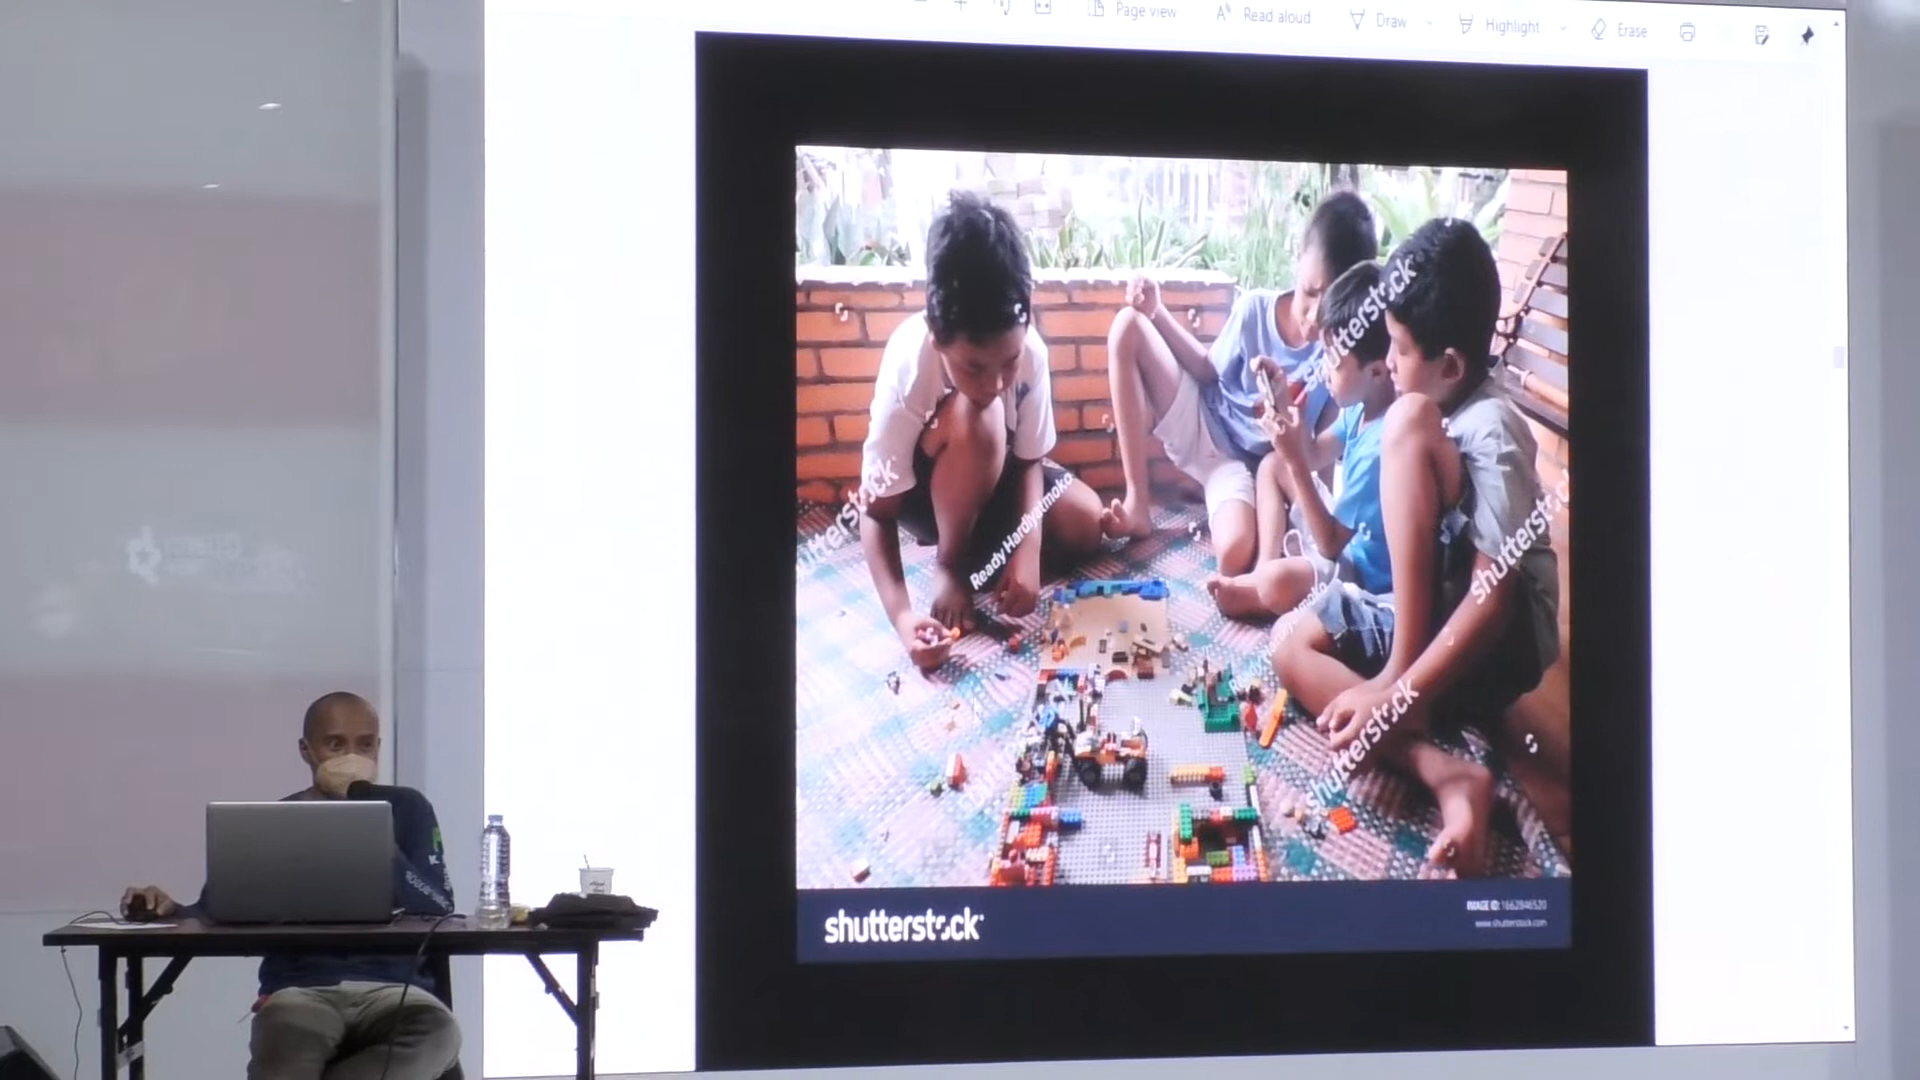 Page view
Read aloud
Draw
Highlight
Erase
shutterstock
shutterstock
Ready Hardiyatmoko
shutterstock
shutterstock
shutterstock
IMAGE ID: 1662846520
www.shutterstock.com